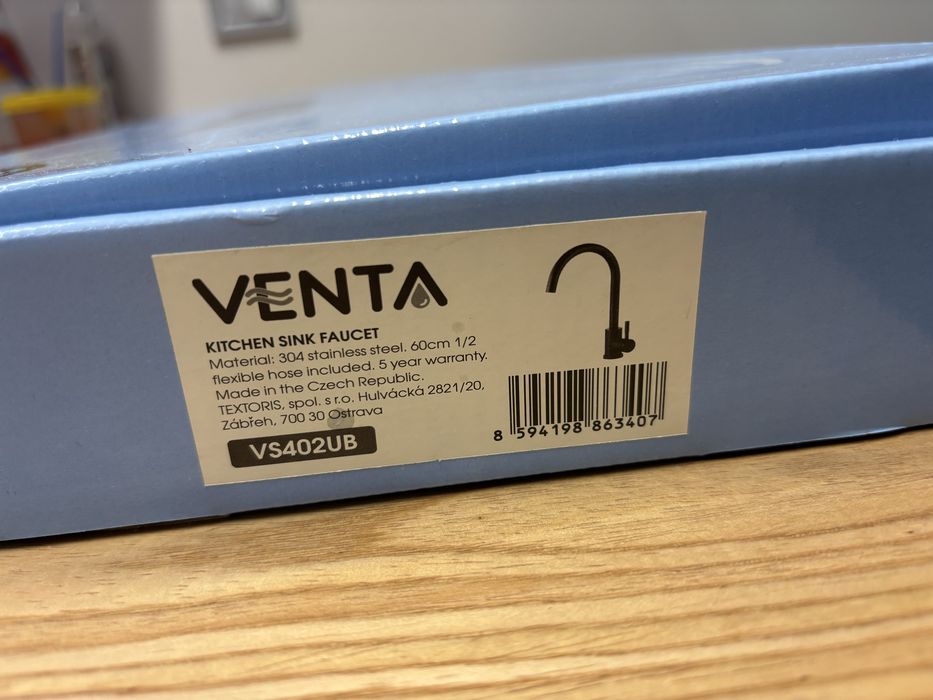 VENTA
KITCHEN SINK FAUCET
Material: 304 stainless steel. 60cm 1/2
flexible hose included. 5 year warranty.
Made in the Czech Republic.
TEXTORIS, spol. s r.o. Hulvácká 2821/20,
Zábřeh, 700 30 Ostrava
VS402UB
8 594198 863407